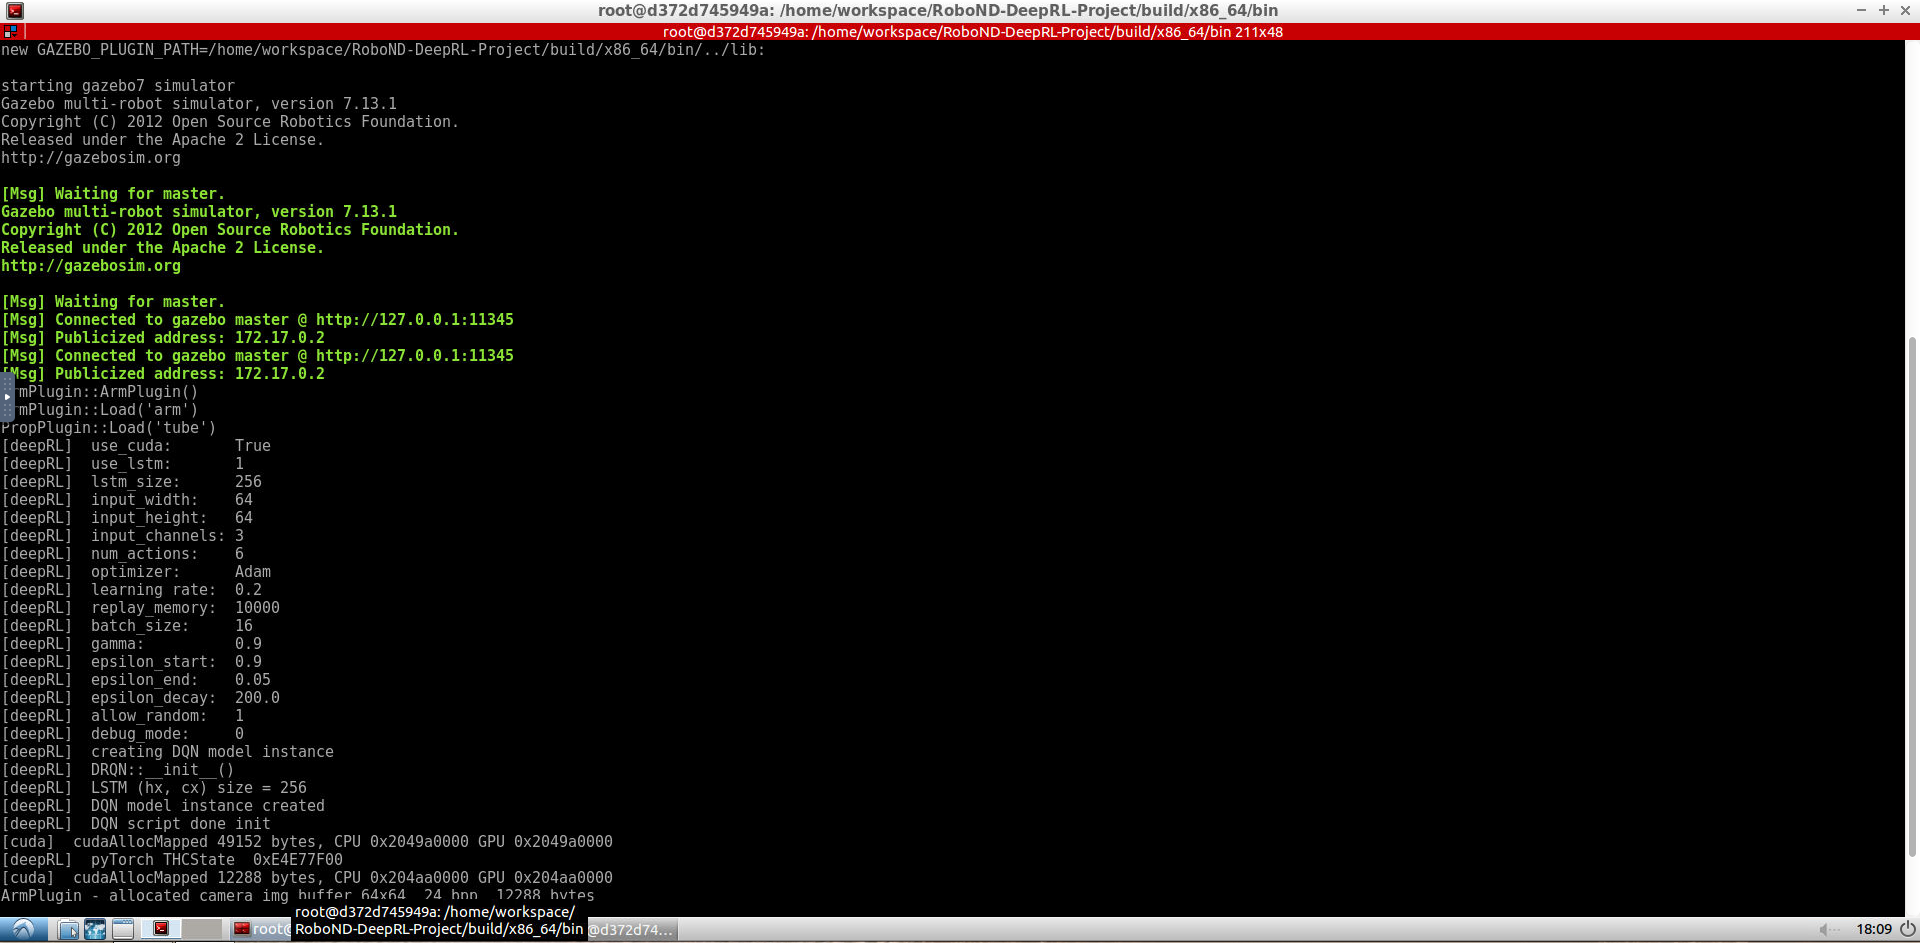 root@d372d745949a: /home/workspace/RoboND-DeepRL-Project/build/x86_64/bin
root@d372d745949a: /home/workspace/RoboND-DeepRL-Project/build/x86_64/bin 211x48
new GAZEBO_PLUGIN_PATH=/home/workspace/RoboND-DeepRL-Project/build/x86_64/bin/../lib:
starting gazebo7 simulator
Gazebo multi-robot simulator, version 7.13.1
Copyright (C) 2012 Open Source Robotics Foundation.
Released under the Apache 2 License.
http://gazebosim.org
[Msg] Waiting for master.
Gazebo multi-robot simulator, version 7.13.1
Copyright (C) 2012 Open Source Robotics Foundation.
Released under the Apache 2 License.
http://gazebosim.org
[Msg] Waiting for master.
[Msg] Connected to gazebo master @ http://127.0.0.1:11345
[Msg] Publicized address: 172.17.0.2
[Msg] Connected to gazebo master @ http://127.0.0.1:11345
[Msg] Publicized address: 172.17.0.2
rmPlugin::ArmPlugin()
rmPlugin::Load('arm')
PropPlugin::Load('tube')
[deepRL]  use_cuda:       True
[deepRL]  use_lstm:       1
[deepRL]  lstm_size:      256
[deepRL]  input_width:    64
[deepRL]  input_height:   64
[deepRL]  input_channels: 3
[deepRL]  num_actions:    6
[deepRL]  optimizer:      Adam
[deepRL]  learning rate:  0.2
[deepRL]  replay_memory:  10000
[deepRL]  batch_size:     16
[deepRL]  gamma:          0.9
[deepRL]  epsilon_start:  0.9
[deepRL]  epsilon_end:    0.05
[deepRL]  epsilon_decay:  200.0
[deepRL]  allow_random:   1
[deepRL]  debug_mode:     0
[deepRL]  creating DQN model instance
[deepRL]  DRQN::__init__()
[deepRL]  LSTM (hx, cx) size = 256
[deepRL]  DQN model instance created
[deepRL]  DQN script done init
[cuda]  cudaAllocMapped 49152 bytes, CPU 0x2049a0000 GPU 0x2049a0000
[deepRL]  pyTorch THCState  0xE4E77F00
[cuda]  cudaAllocMapped 12288 bytes, CPU 0x204aa0000 GPU 0x204aa0000
ArmPlugin - allocated camera img buffer 64x64  24 bpp  12288 bytes
root@d372d745949a: /home/workspace/
RoboND-DeepRL-Project/build/x86_64/bin
root@
@d372d74...
18:09